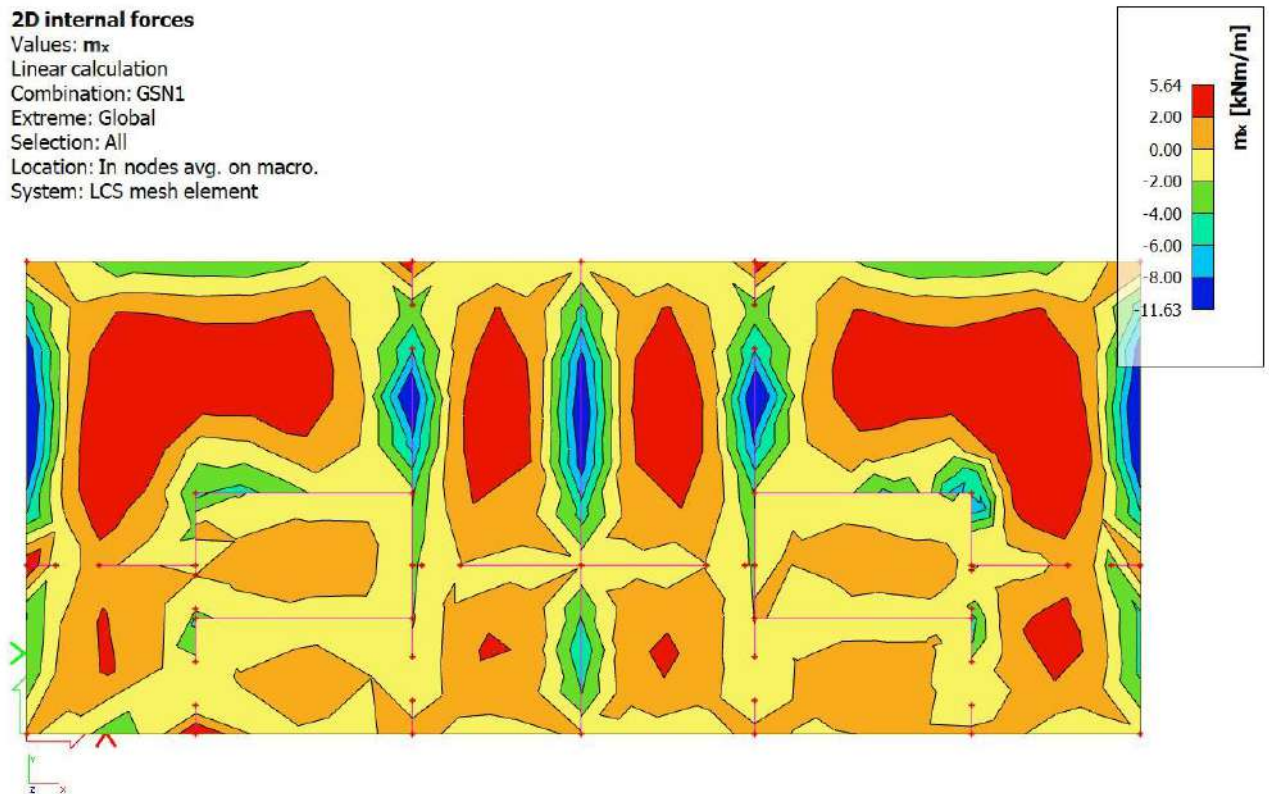 2D internal forces
Values: mx
Linear calculation
Combination: GSN1
Extreme: Global
Selection: All
Location: In nodes avg. on macro.
System: LCS mesh element
mx [kNm/m]
5.64
2.00
0.00
-2.00
-4.00
-6.00
-8.00
-11.63
Y
Z X